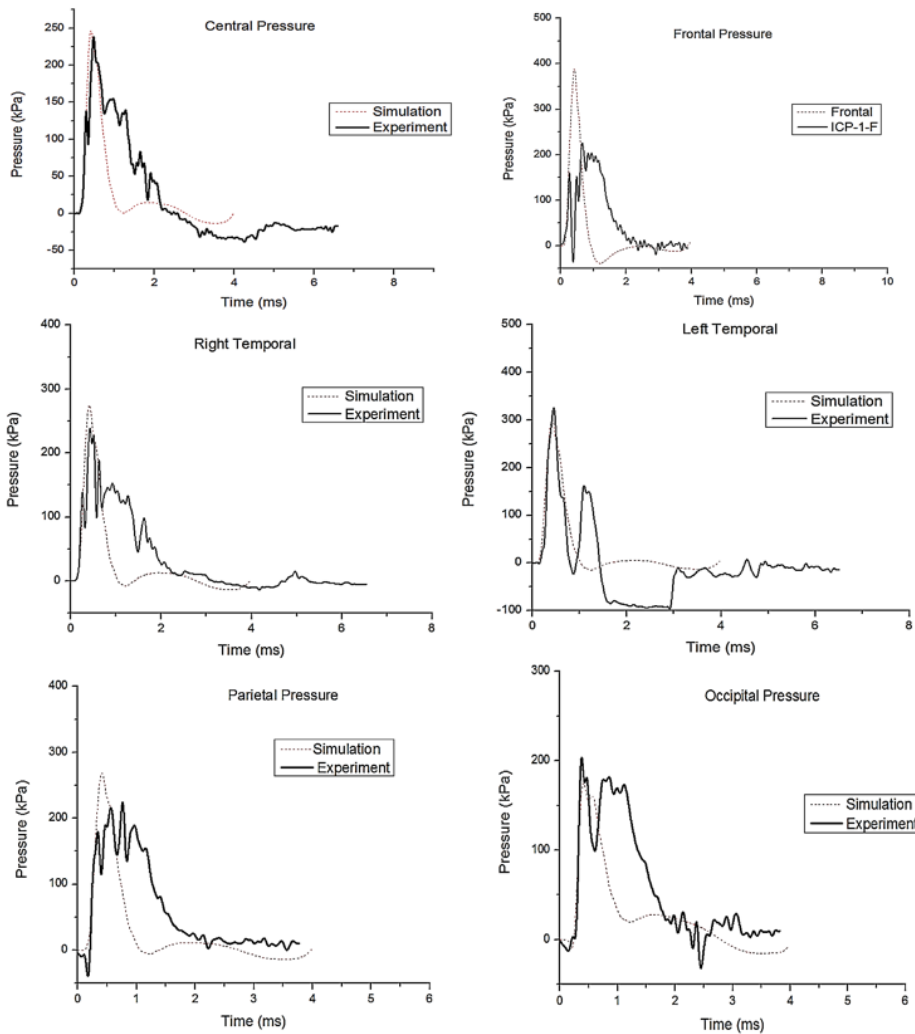 Central Pressure
Pressure (kPa)
250
200
150
100
50
0
-50
Simulation
Experiment
0 2 4 6 8
Time (ms)
Frontal Pressure
Pressure (kPa)
500
400
300
200
100
0
-100
Frontal
ICP-1-F
0 2 4 6 8 10
Time (ms)
Right Temporal
Pressure (kPa)
400
300
200
100
0
Simulation
Experiment
0 2 4 6 8
Time (ms)
Left Temporal
Pressure (kPa)
500
400
300
200
100
0
-100
Simulation
Experiment
0 1 2 3 4 5 6 7 8
Time (ms)
Parietal Pressure
Pressure (kPa)
400
300
200
100
0
Simulation
Experiment
0 1 2 3 4 5 6
Time (ms)
Occipital Pressure
Pressure (kPa)
300
200
100
0
Simulation
Experiment
0 1 2 3 4 5 6
Time (ms)